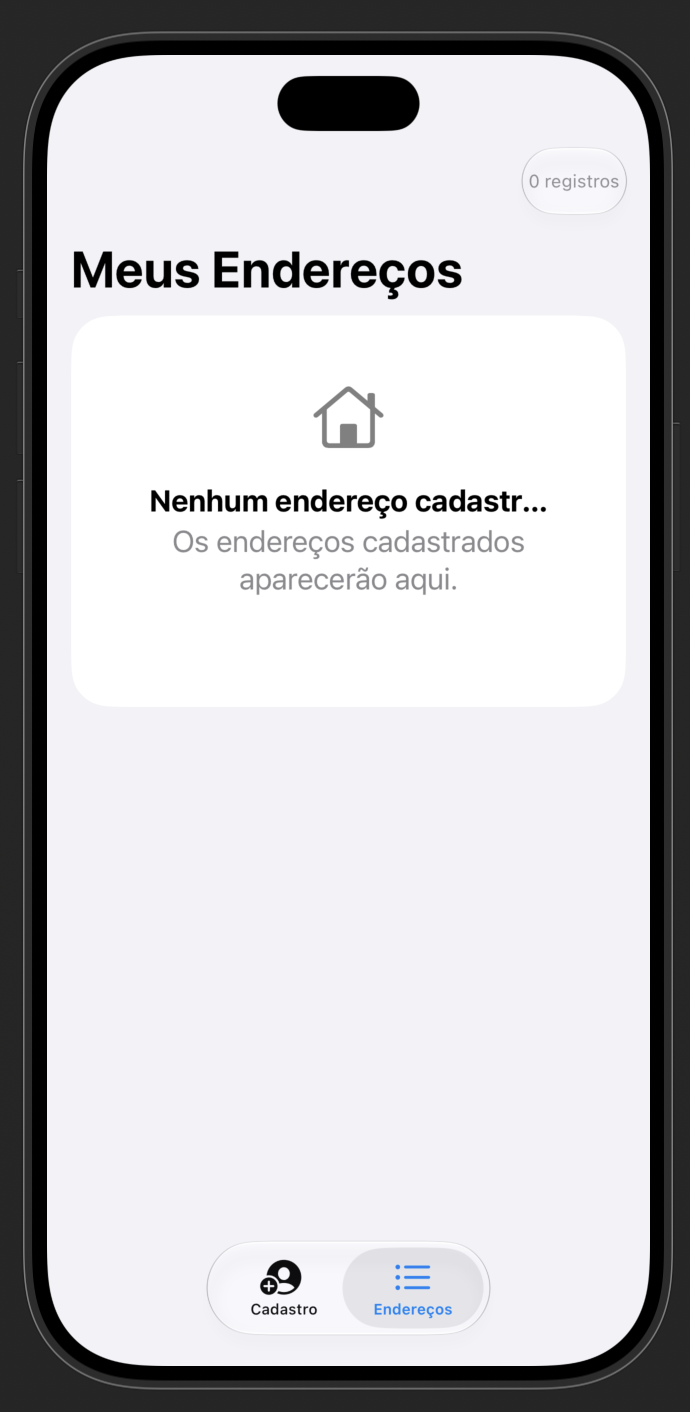 0 registros
Meus Endereços
Nenhum endereço cadastr...
Os endereços cadastrados
aparecerão aqui.
Cadastro
Endereços